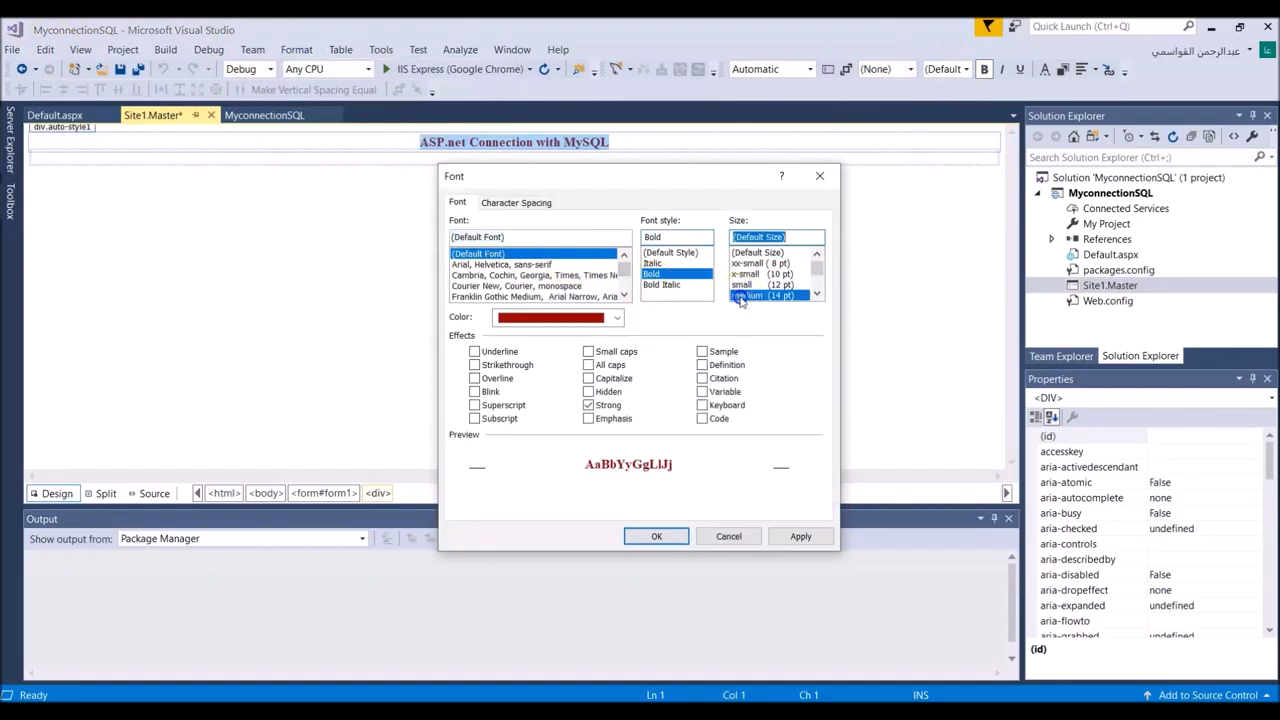 MyconnectionSQL - Microsoft Visual Studio
Quick Launch (Ctrl+Q)
File Edit View Project Build Debug Team Format Table Tools Test Analyze Window Help
عبدالرحمن القواسمي
عا
Debug Any CPU IIS Express (Google Chrome) Automatic (None) (Default B I
Make Vertical Spacing Equal
Default.aspx Site1.Master* MyconnectionSQL
div.auto-style1
ASP.net Connection with MySQL
Server Explorer
Toolbox
Font
Font Character Spacing
Font: Font style: Size:
(Default Font) Bold (Default Size)
(Default Font) (Default Style) (Default Size)
Arial, Helvetica, sans-serif Italic xx-small ( 8 pt)
Cambria, Cochin, Georgia, Times, Times Ne Bold x-small (10 pt)
Courier New, Courier, monospace Bold Italic small (12 pt)
Franklin Gothic Medium, Arial Narrow, Aria (14 pt)
Color:
Effects
Underline Small caps Sample
Strikethrough All caps Definition
Overline Capitalize Citation
Blink Hidden Variable
Superscript Strong Keyboard
Subscript Emphasis Code
Preview
AaBbYyGgLlJj
OK Cancel Apply
Design Split Source <html> <body> <form#form1> <div>
Output
Show output from: Package Manager
Solution Explorer
Search Solution Explorer (Ctrl+;)
Solution 'MyconnectionSQL' (1 project)
MyconnectionSQL
Connected Services
My Project
References
Default.aspx
packages.config
Site1.Master
Web.config
Team Explorer Solution Explorer
Properties
<DIV>
(id)
accesskey
aria-activedescendant
aria-atomic False
aria-autocomplete none
aria-busy False
aria-checked undefined
aria-controls
aria-describedby
aria-disabled False
aria-dropeffect none
aria-expanded undefined
aria-flowto
aria-grabbed undefined
(id)
Ready Ln 1 Col 1 Ch 1 INS Add to Source Control